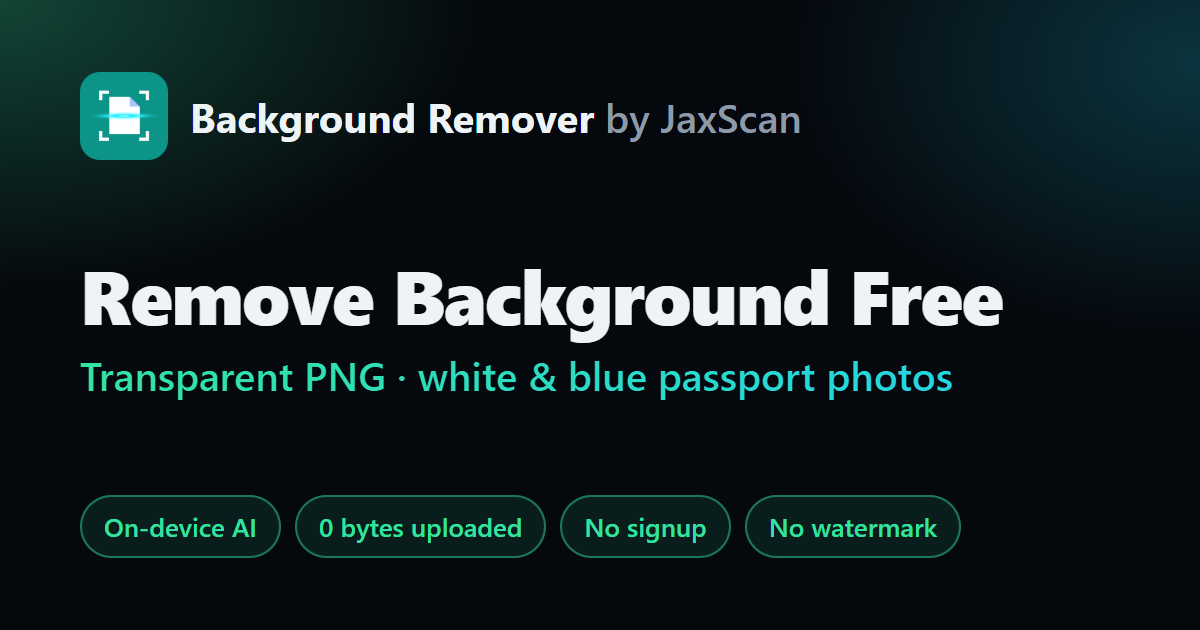 Background Remover by JaxScan
Remove Background Free
Transparent PNG · white & blue passport photos
On-device AI
0 bytes uploaded
No signup
No watermark